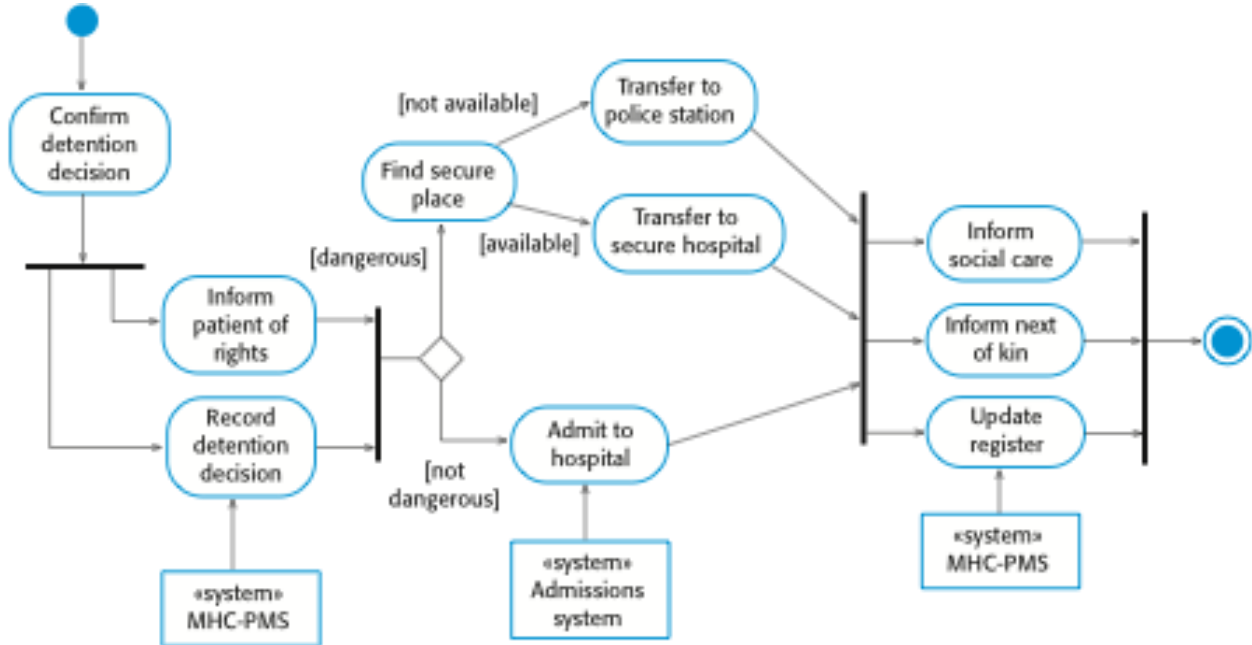 Confirm
detention
decision
Inform
patient of
rights
Record
detention
decision
«system»
MHC-PMS
[dangerous]
[not
dangerous]
Find secure
place
[not available]
[available]
Transfer to
police station
Transfer to
secure hospital
Admit to
hospital
«system»
Admissions
system
Inform
social care
Inform next
of kin
Update
register
«system»
MHC-PMS